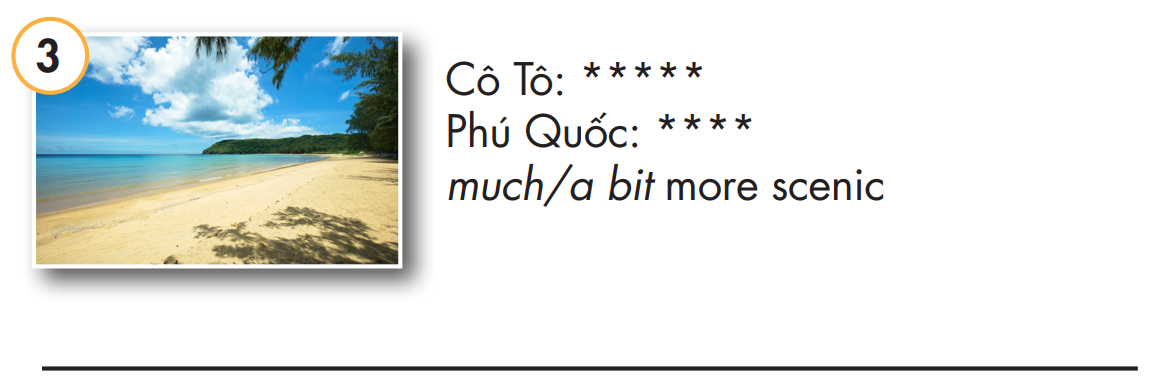 3
Cô Tô: *****
Phú Quốc: ****
much/a bit more scenic